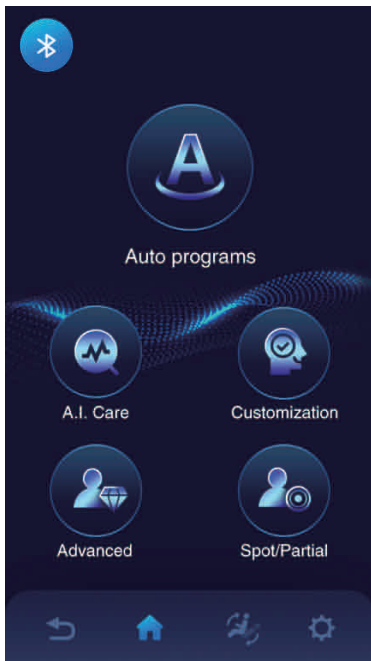 A
Auto programs
A.I. Care
Customization
Advanced
Spot/Partial